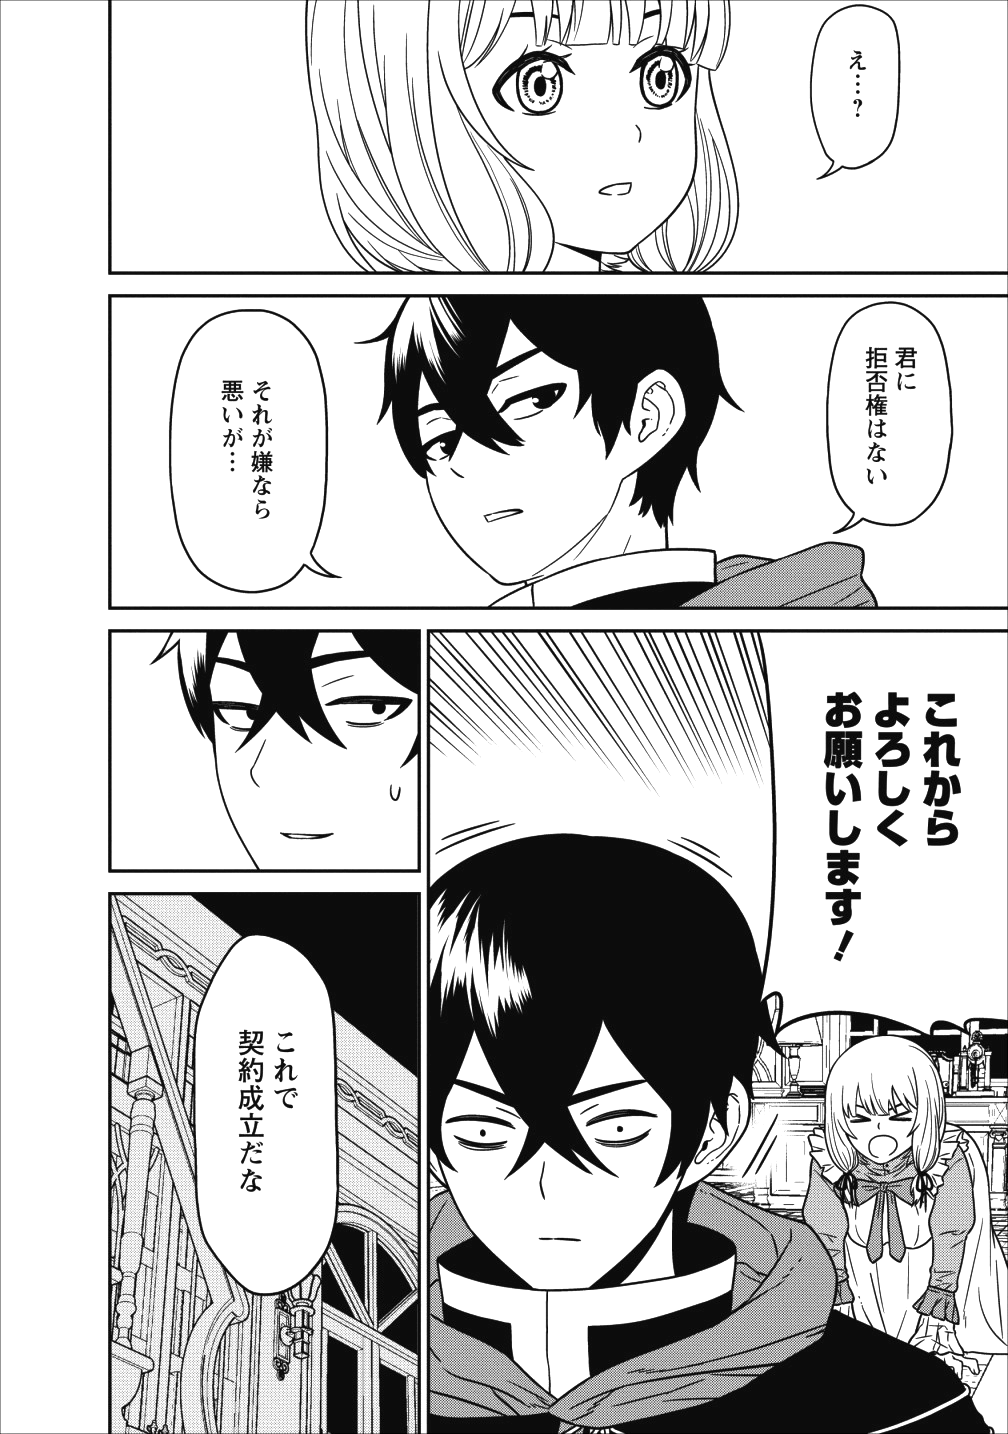 え…?
君に
拒否権はない
それが嫌なら
悪いが…
これから
よろしく
お願いします!
これで
契約成立だな